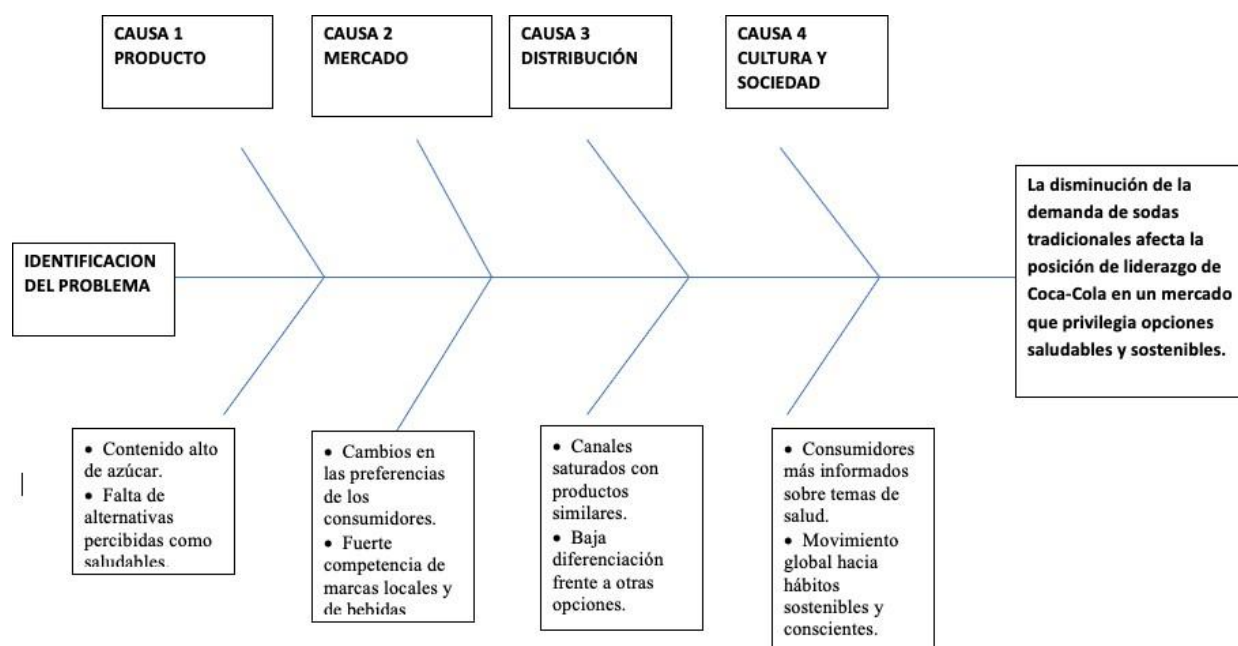 CAUSA 1
PRODUCTO
CAUSA 2
MERCADO
CAUSA 3
DISTRIBUCIÓN
CAUSA 4
CULTURA Y
SOCIEDAD
IDENTIFICACION
DEL PROBLEMA
La disminución de la
demanda de sodas
tradicionales afecta la
posición de liderazgo de
Coca-Cola en un mercado
que privilegia opciones
saludables y sostenibles.
• Contenido alto
de azúcar.
• Falta de
alternativas
percibidas como
saludables.
• Cambios en
las preferencias
de los
consumidores.
• Fuerte
competencia de
marcas locales y
de bebidas
• Canales
saturados con
productos
similares.
• Baja
diferenciación
frente a otras
opciones.
• Consumidores
más informados
sobre temas de
salud.
• Movimiento
global hacia
hábitos
sostenibles y
conscientes.